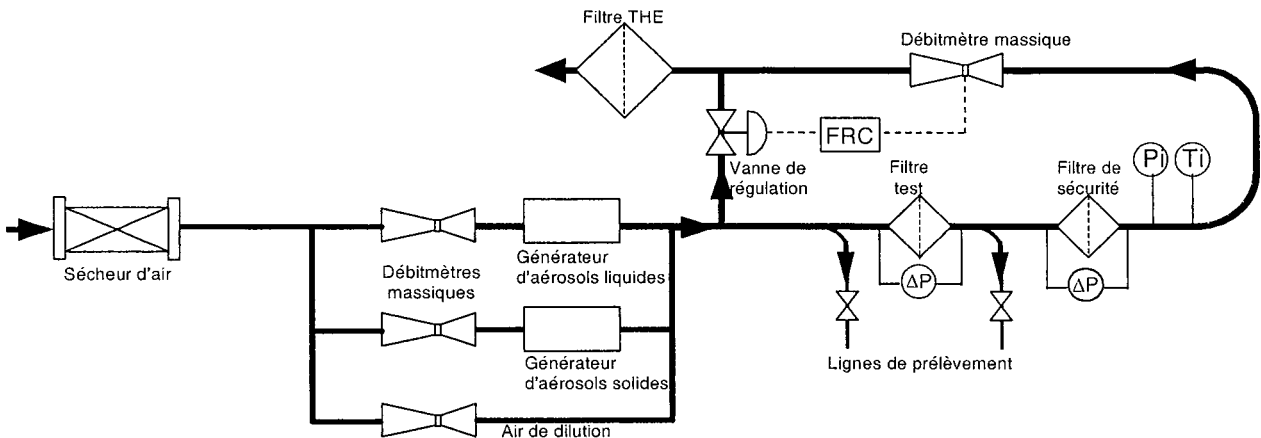 Filtre THE
Débitmètre massique
FRC
Vanne de
régulation
Filtre
test
Filtre de
sécurité
Pi
Ti
Sécheur d'air
Débitmètres
massiques
Générateur
d'aérosols liquides
ΔP
ΔP
Générateur
d'aérosols solides
Lignes de prélèvement
Air de dilution